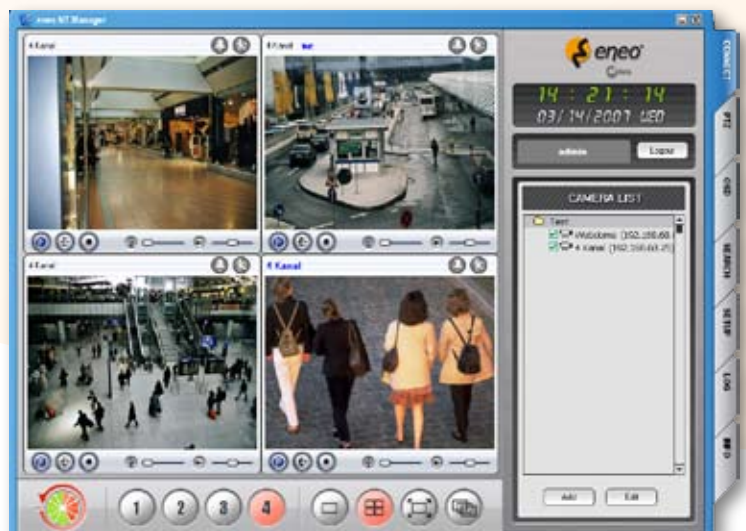 eneo NT Manager
4 Kanal
4 Kanal
eneo
14 : 21 : 14
03/14/2007 WED
admin
Logout
CAMERA LIST
Test
Webdome (192.168.60.
4 Kanal (192.168.60.25)
4 Kanal
4 Kanal
1
2
3
4
Add
Edit
CONNECT
PTZ
OSD
SEARCH
SETUP
LOG
INFO